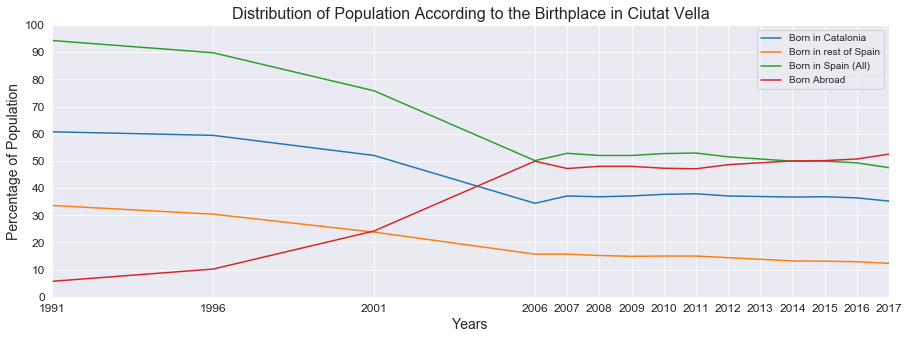 Distribution of Population According to the Birthplace in Ciutat Vella
Percentage of Population
100
90
80
70
60
50
40
30
20
10
0
Born in Catalonia
Born in rest of Spain
Born in Spain (All)
Born Abroad
1991 1996 2001 2006 2007 2008 2009 2010 2011 2012 2013 2014 2015 2016 2017
Years